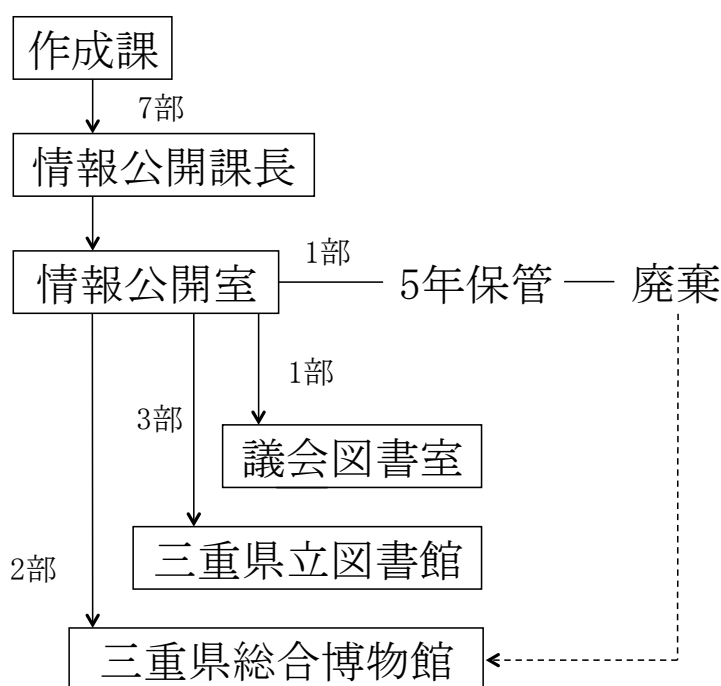 作成課
7部
情報公開課長
情報公開室
1部
5年保管
廃棄
1部
3部
議会図書室
三重県立図書館
2部
三重県総合博物館